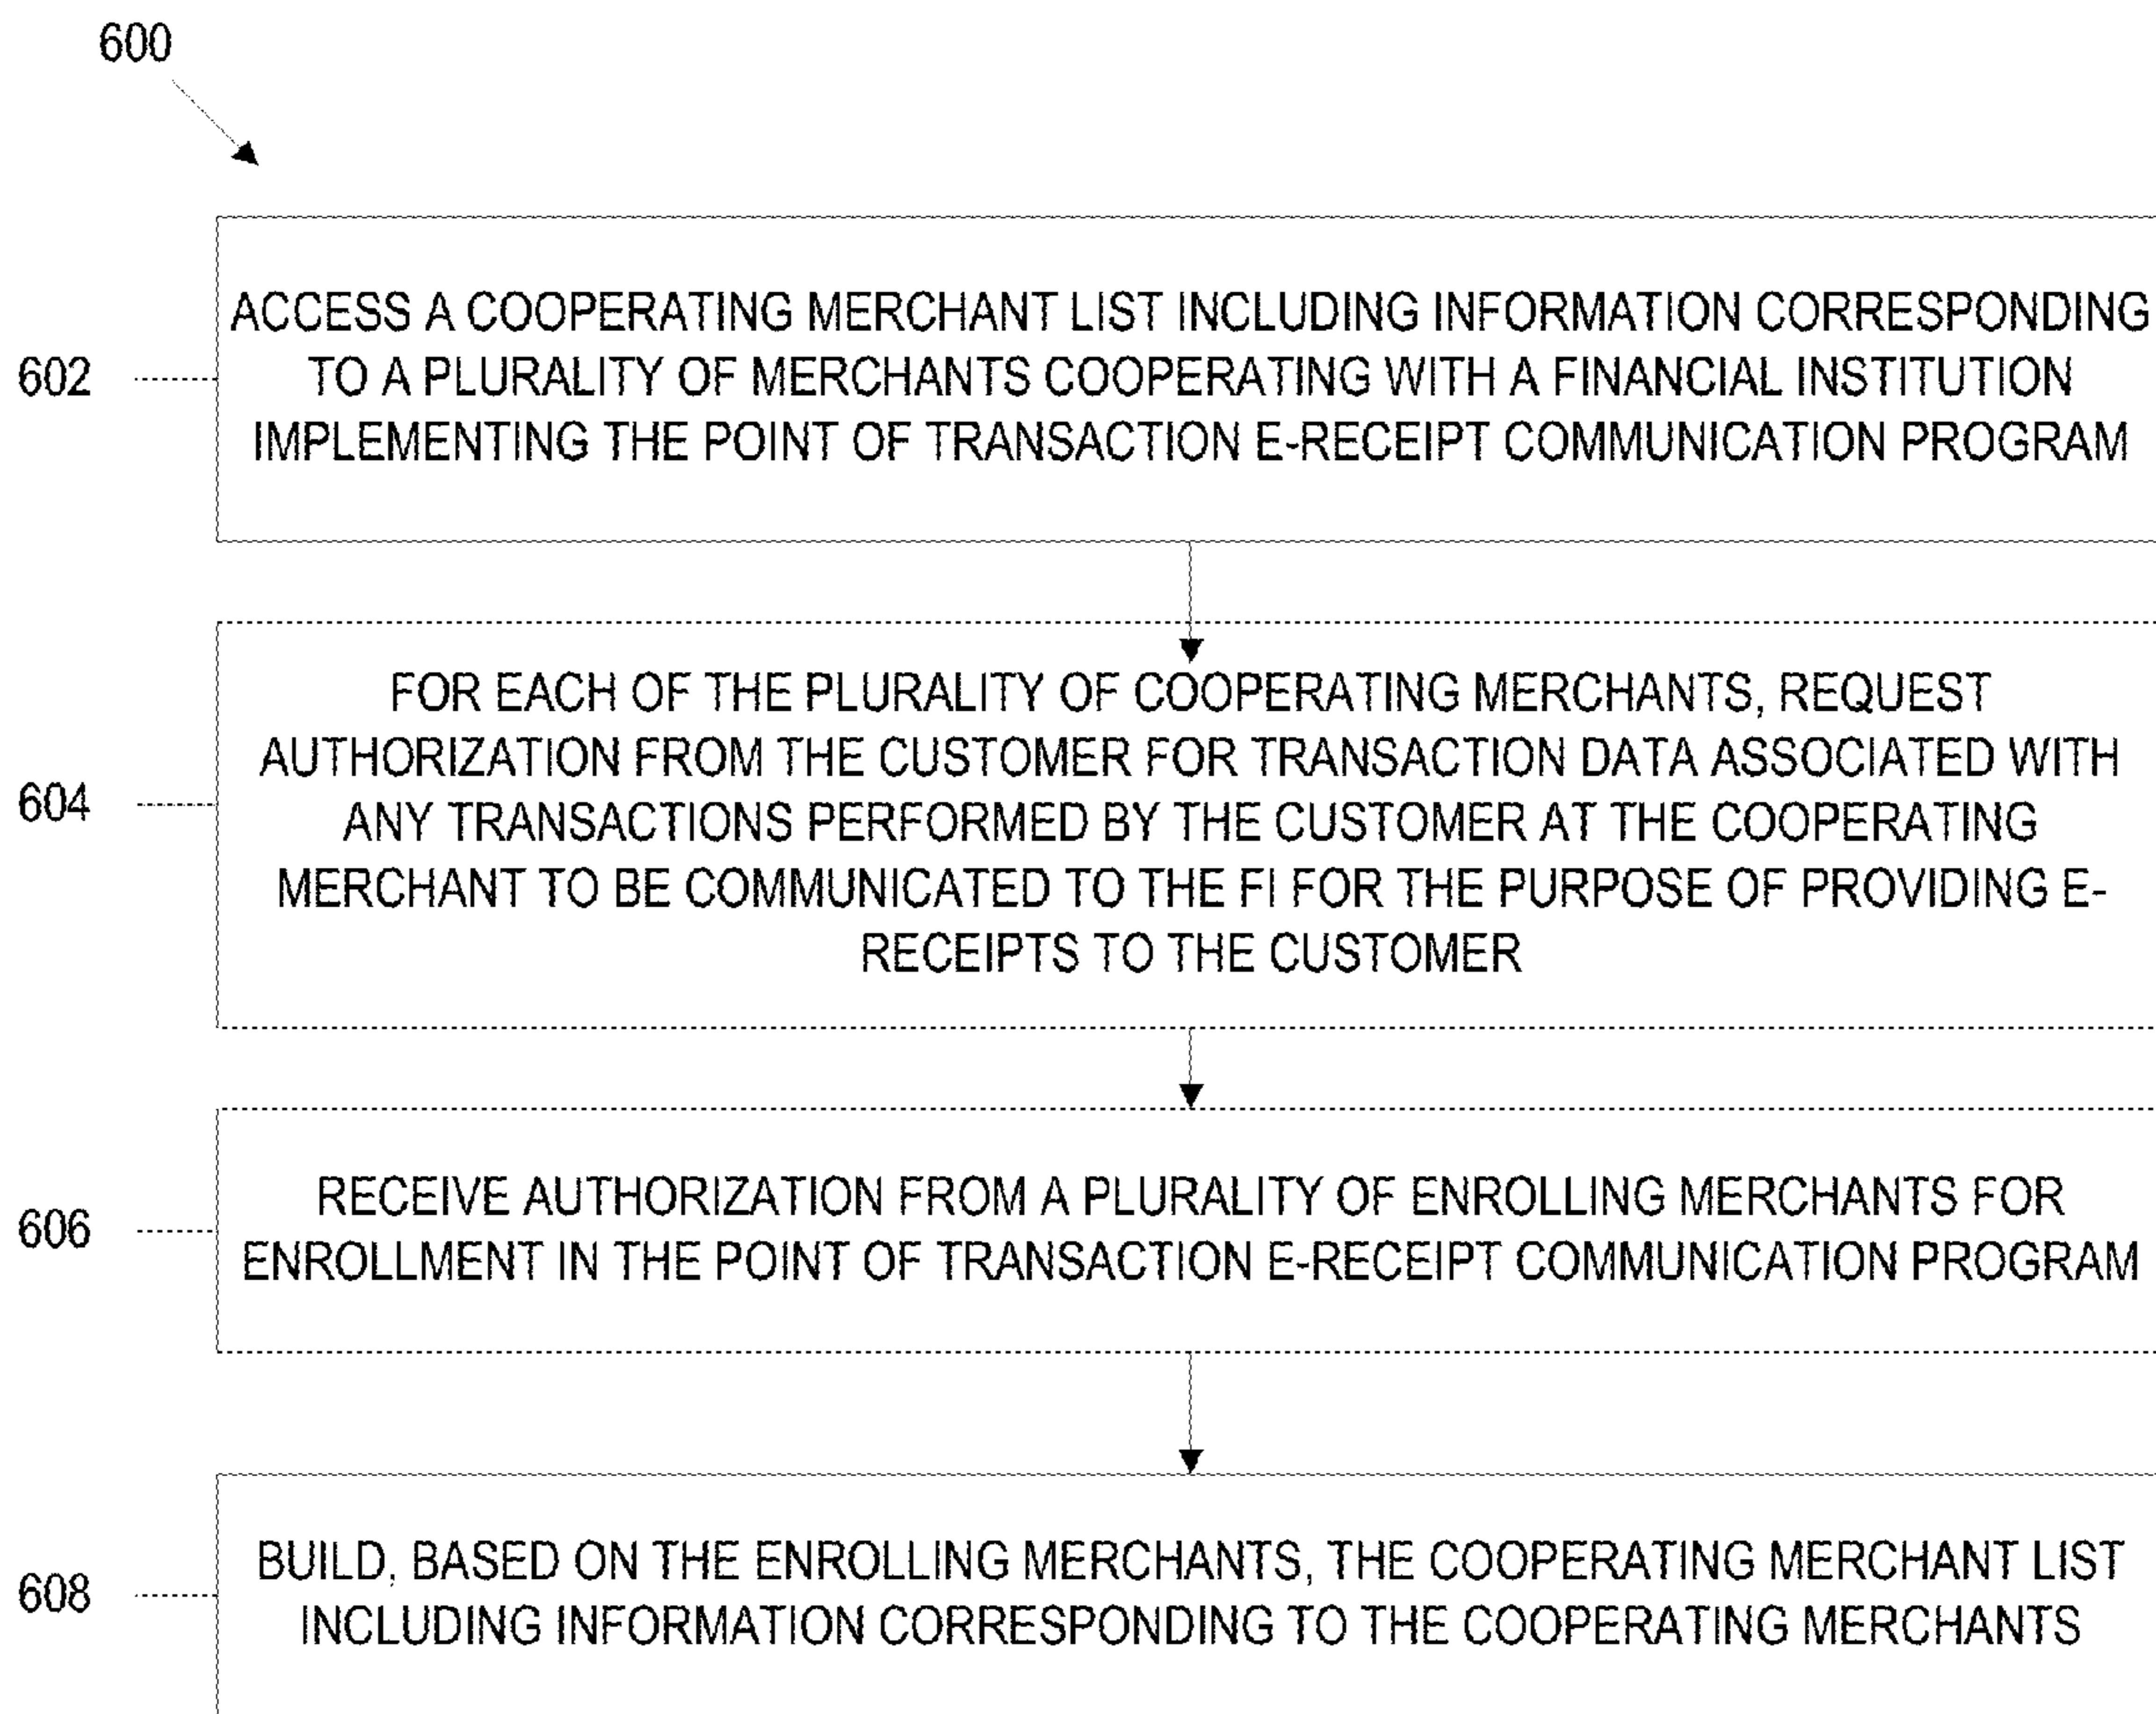 600
602
ACCESS A COOPERATING MERCHANT LIST INCLUDING INFORMATION CORRESPONDING
TO A PLURALITY OF MERCHANTS COOPERATING WITH A FINANCIAL INSTITUTION
IMPLEMENTING THE POINT OF TRANSACTION E-RECEIPT COMMUNICATION PROGRAM
604
FOR EACH OF THE PLURALITY OF COOPERATING MERCHANTS, REQUEST
AUTHORIZATION FROM THE CUSTOMER FOR TRANSACTION DATA ASSOCIATED WITH
ANY TRANSACTIONS PERFORMED BY THE CUSTOMER AT THE COOPERATING
MERCHANT TO BE COMMUNICATED TO THE FI FOR THE PURPOSE OF PROVIDING E-
RECEIPTS TO THE CUSTOMER
606
RECEIVE AUTHORIZATION FROM A PLURALITY OF ENROLLING MERCHANTS FOR
ENROLLMENT IN THE POINT OF TRANSACTION E-RECEIPT COMMUNICATION PROGRAM
608
BUILD, BASED ON THE ENROLLING MERCHANTS, THE COOPERATING MERCHANT LIST
INCLUDING INFORMATION CORRESPONDING TO THE COOPERATING MERCHANTS